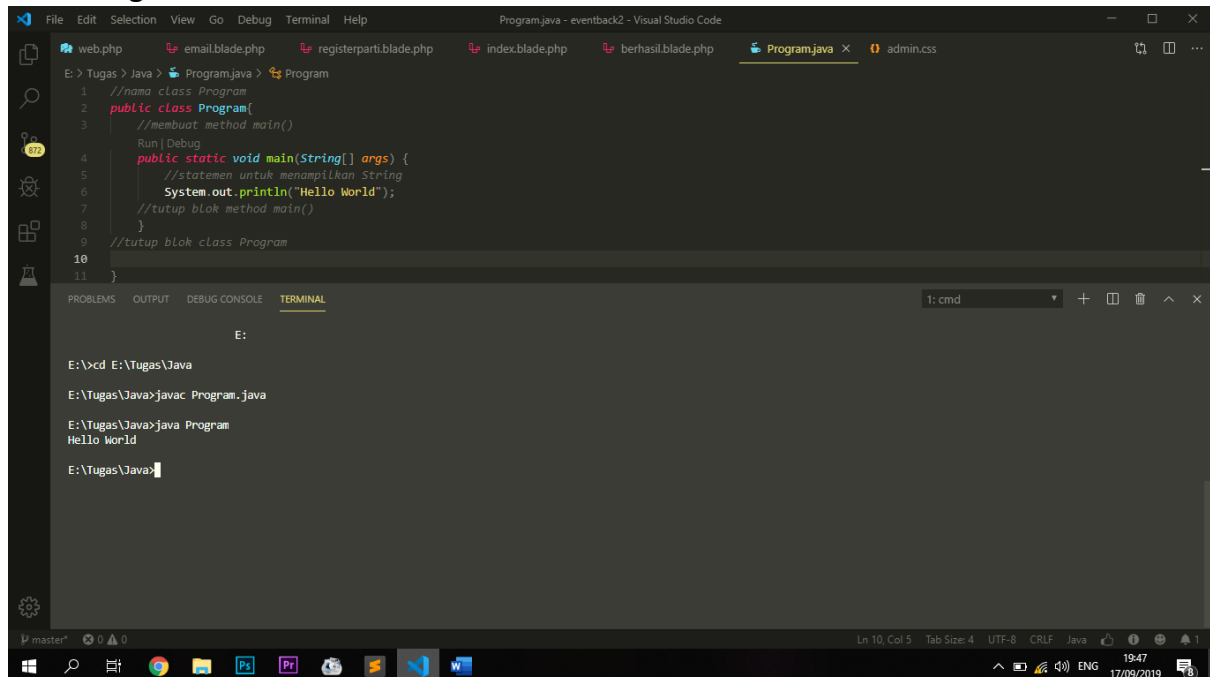 File Edit Selection View Go Debug Terminal Help Program.java - eventback2 - Visual Studio Code
web.php email.blade.php registerparti.blade.php index.blade.php berhasil.blade.php Program.java admin.css
E: > Tugas > Java > Program.java > Program
1 //nama class Program
2 public class Program{
3 //membuat method main()
Run | Debug
4 public static void main(String[] args) {
5 //statemen untuk menampilkan String
6 System.out.println("Hello World");
7 //tutup blok method main()
8 }
9 //tutup blok class Program
10
11 }
872
PROBLEMS OUTPUT DEBUG CONSOLE TERMINAL 1: cmd
E:
E:\>cd E:\Tugas\Java
E:\Tugas\Java>javac Program.java
E:\Tugas\Java>java Program
Hello World
E:\Tugas\Java>
master* 0 0 Ln 10, Col 5 Tab Size: 4 UTF-8 CRLF Java 1
Ps Pr S W ENG 19:47
17/09/2019 8